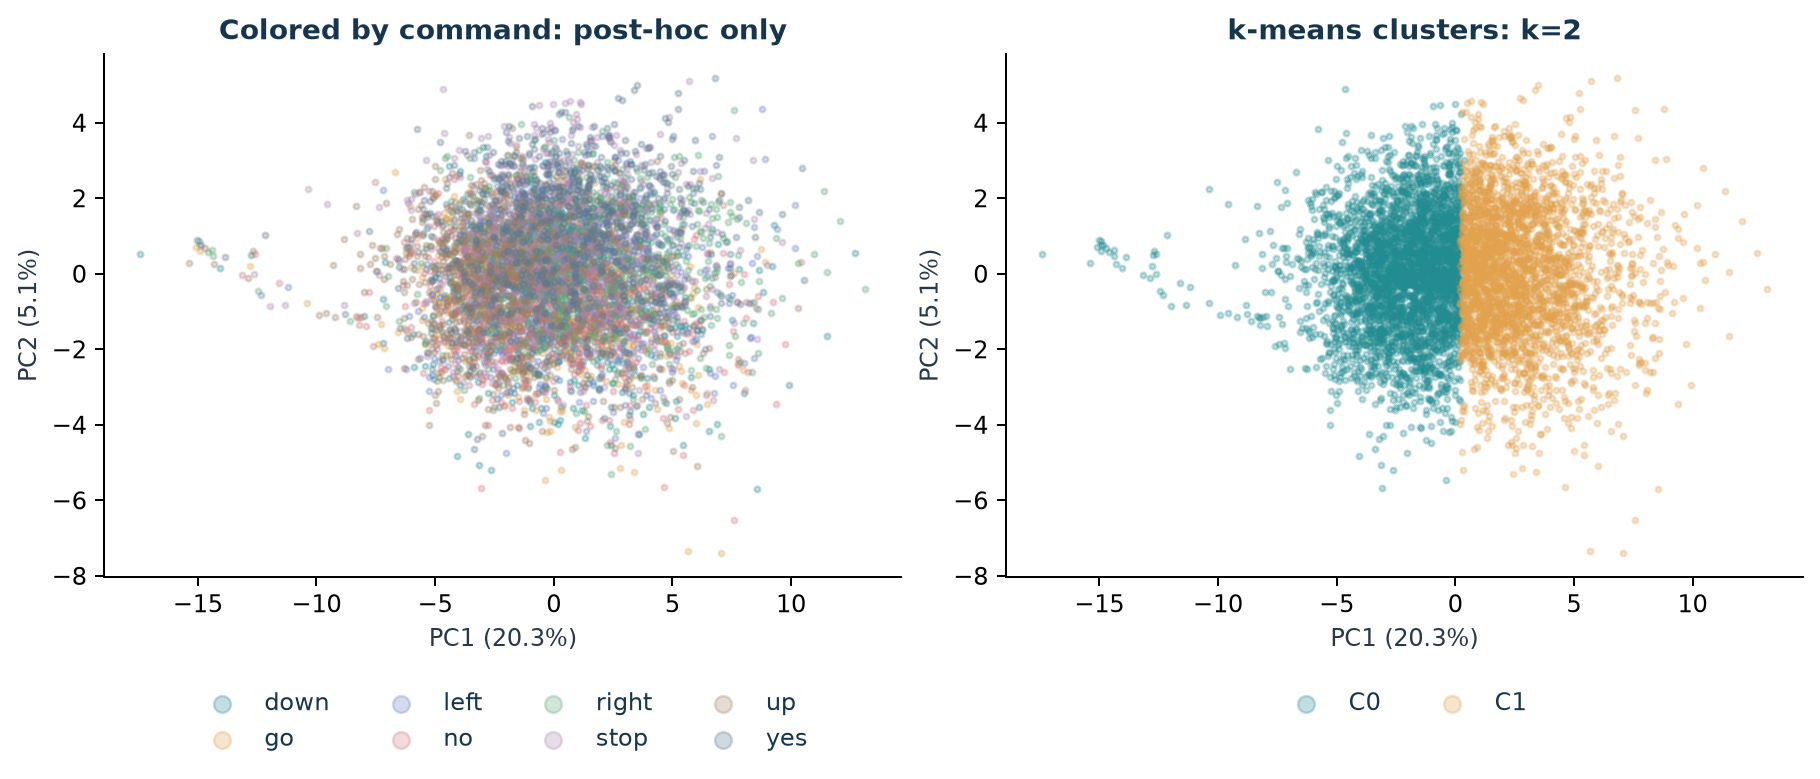 Colored by command: post-hoc only
4
2
0
−2
−4
−6
−8
PC2 (5.1%)
−15 −10 −5 0 5 10
PC1 (20.3%)
down left right up
go no stop yes
k-means clusters: k=2
4
2
0
−2
−4
−6
−8
PC2 (5.1%)
−15 −10 −5 0 5 10
PC1 (20.3%)
C0 C1